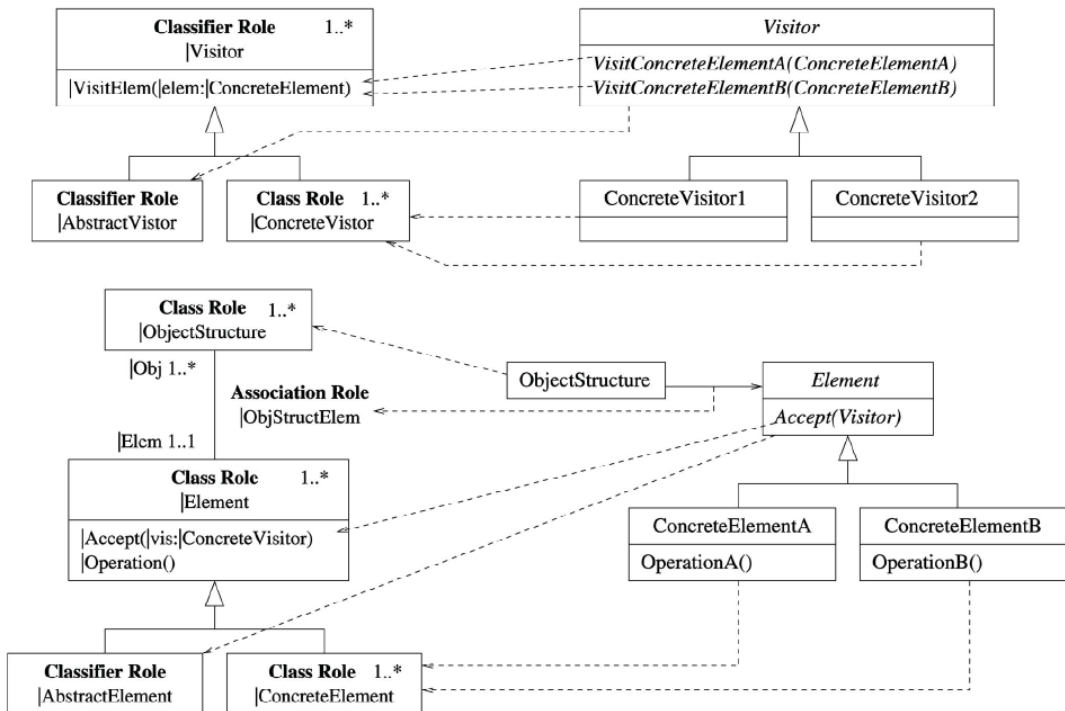 Classifier Role 1..*
|Visitor
|VisitElem(|elem:|ConcreteElement)
Visitor
VisitConcreteElementA(ConcreteElementA)
VisitConcreteElementB(ConcreteElementB)
Classifier Role
|AbstractVistor
Class Role 1..*
|ConcreteVistor
ConcreteVisitor1
ConcreteVisitor2
Class Role 1..*
|ObjectStructure
|Obj 1..*
Association Role
|ObjStructElem
|Elem 1..1
ObjectStructure
Element
Accept(Visitor)
Class Role 1..*
|Element
|Accept(|vis:|ConcreteVisitor)
|Operation()
ConcreteElementA
OperationA()
ConcreteElementB
OperationB()
Classifier Role
|AbstractElement
Class Role 1..*
|ConcreteElement